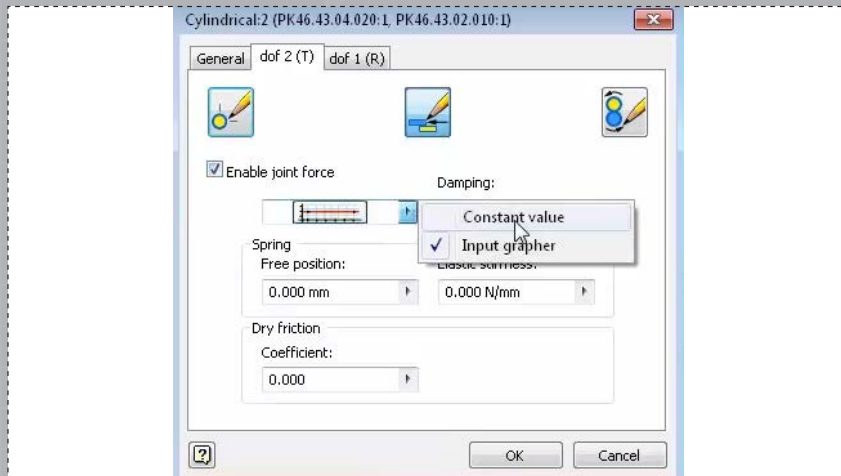 Cylindrical:2 (PK46.43.04.020:1, PK46.43.02.010:1)
General dof 2 (T) dof 1 (R)
Enable joint force
Damping:
Constant value
Input grapher
Spring
Free position:
Elastic stiffness:
0.000 mm 0.000 N/mm
Dry friction
Coefficient:
0.000
OK Cancel